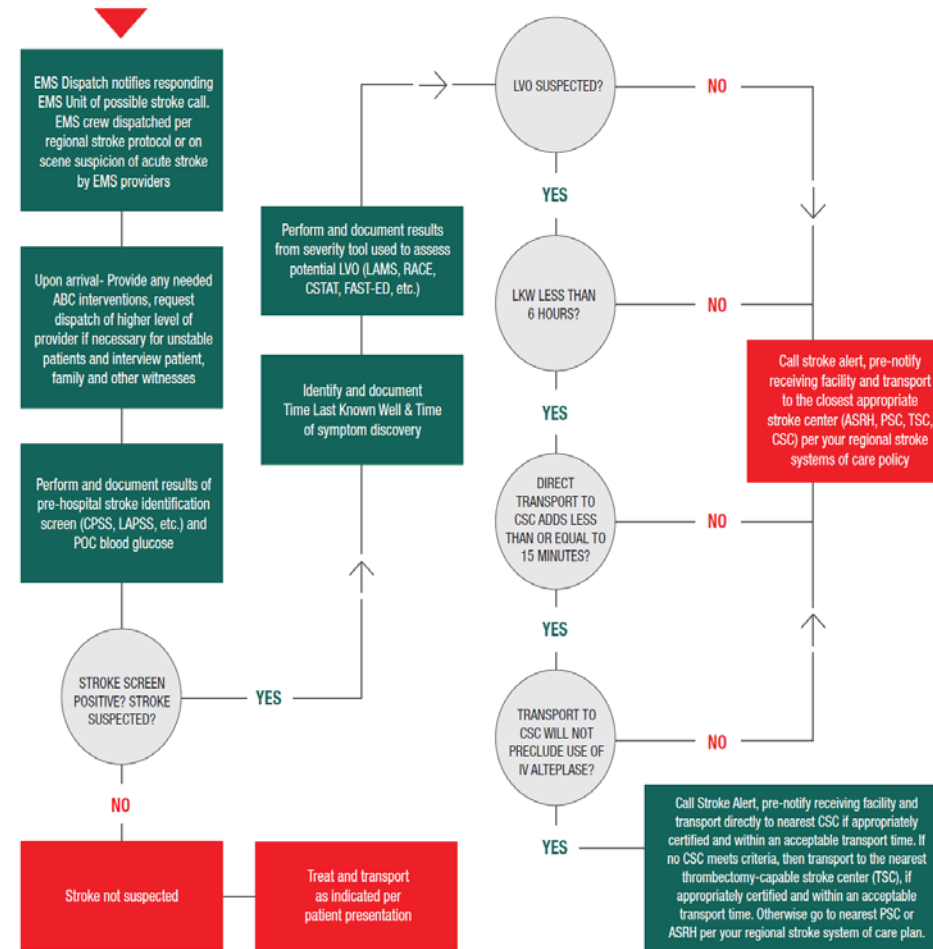 EMS Dispatch notifies responding
EMS Unit of possible stroke call.
EMS crew dispatched per
regional stroke protocol or on
scene suspicion of acute stroke
by EMS providers
Upon arrival- Provide any needed
ABC interventions, request
dispatch of higher level of
provider if necessary for unstable
patients and interview patient,
family and other witnesses
Perform and document results of
pre-hospital stroke identification
screen (CPSS, LAPSS, etc.) and
POC blood glucose
STROKE SCREEN
POSITIVE? STROKE
SUSPECTED?
YES
NO
Stroke not suspected
Treat and transport
as indicated per
patient presentation
Identify and document
Time Last Known Well & Time
of symptom discovery
Perform and document results
from severity tool used to assess
potential LVO (LAMS, RACE,
CSTAT, FAST-ED, etc.)
LVO SUSPECTED?
NO
YES
LKW LESS THAN
6 HOURS?
NO
YES
DIRECT
TRANSPORT TO
CSC ADDS LESS
THAN OR EQUAL TO
15 MINUTES?
NO
YES
TRANSPORT TO
CSC WILL NOT
PRECLUDE USE OF
IV ALTEPLASE?
NO
YES
Call stroke alert, pre-notify
receiving facility and transport
to the closest appropriate
stroke center (ASRH, PSC, TSC,
CSC) per your regional stroke
systems of care policy
Call Stroke Alert, pre-notify receiving facility and
transport directly to nearest CSC if appropriately
certified and within an acceptable transport time. If
no CSC meets criteria, then transport to the nearest
thrombectomy-capable stroke center (TSC), if
appropriately certified and within an acceptable
transport time. Otherwise go to nearest PSC or
ASRH per your regional stroke system of care plan.